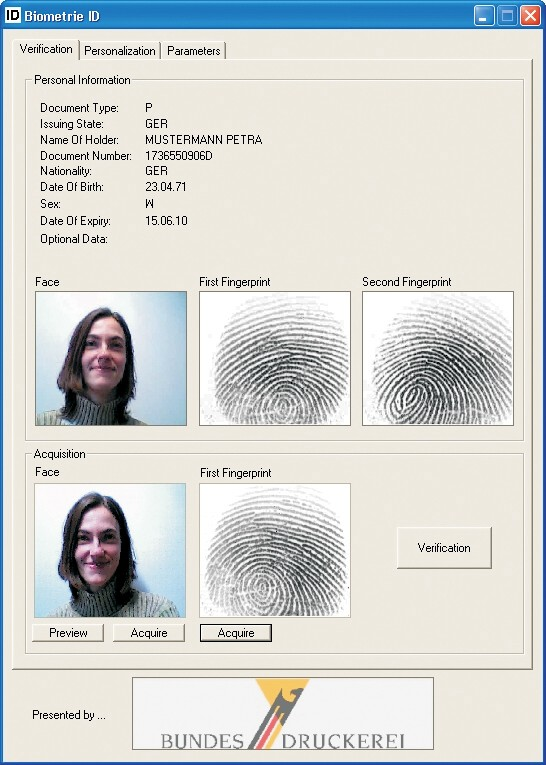 ID Biometrie ID
Verification Personalization Parameters
Personal Information
Document Type: P
Issuing State: GER
Name Of Holder: MUSTERMANN PETRA
Document Number: 1736550906D
Nationality: GER
Date Of Birth: 23.04.71
Sex: W
Date Of Expiry: 15.06.10
Optional Data:
Face First Fingerprint Second Fingerprint
Acquisition
Face First Fingerprint
Verification
Preview Acquire Acquire
Presented by ...
BUNDES DRUCKEREI